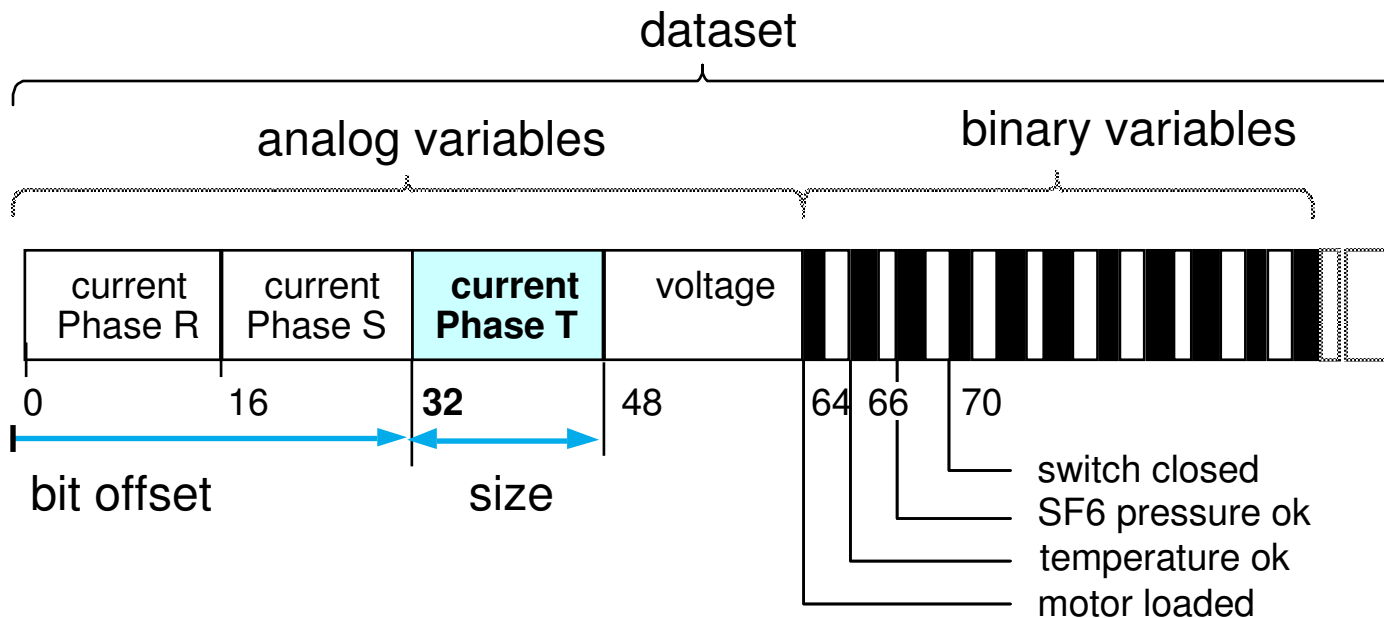 dataset
analog variables
binary variables
current
Phase R
current
Phase S
current
Phase T
voltage
0
16
32
48
64
66
70
bit offset
size
switch closed
SF6 pressure ok
temperature ok
motor loaded